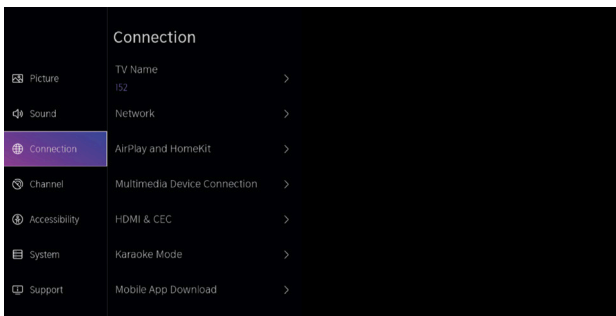 Connection
Picture
Sound
Connection
Channel
Accessibility
System
Support
TV Name
152
Network
AirPlay and HomeKit
Multimedia Device Connection
HDMI & CEC
Karaoke Mode
Mobile App Download